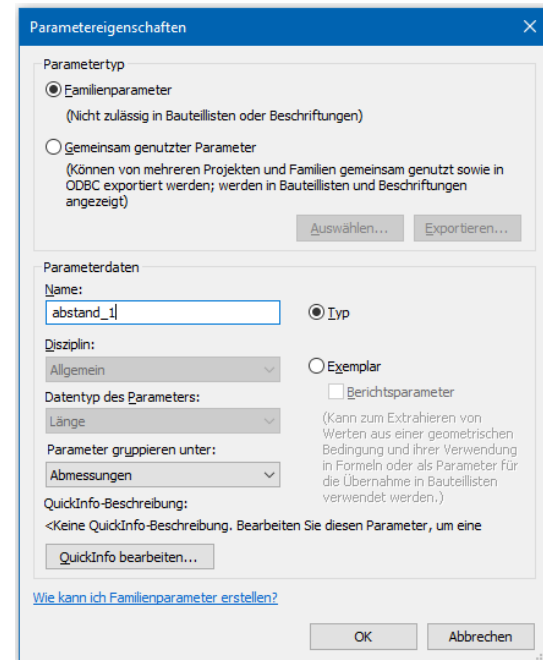 Parametereigenschaften
Parametertyp
Familienparameter
(Nicht zulässig in Bauteillisten oder Beschriftungen)
Gemeinsam genutzter Parameter
(Können von mehreren Projekten und Familien gemeinsam genutzt sowie in
ODBC exportiert werden; werden in Bauteillisten und Beschriftungen
angezeigt)
Auswählen... Exportieren...
Parameterdaten
Name:
abstand_1
Typ
Disziplin:
Allgemein
Exemplar
Berichtsparameter
Datentyp des Parameters:
Länge
(Kann zum Extrahieren von
Werten aus einer geometrischen
Bedingung und ihrer Verwendung
in Formeln oder als Parameter für
die Übernahme in Bauteillisten
verwendet werden.)
Parameter gruppieren unter:
Abmessungen
QuickInfo-Beschreibung:
<Keine QuickInfo-Beschreibung. Bearbeiten Sie diesen Parameter, um eine
QuickInfo bearbeiten...
Wie kann ich Familienparameter erstellen?
OK Abbrechen